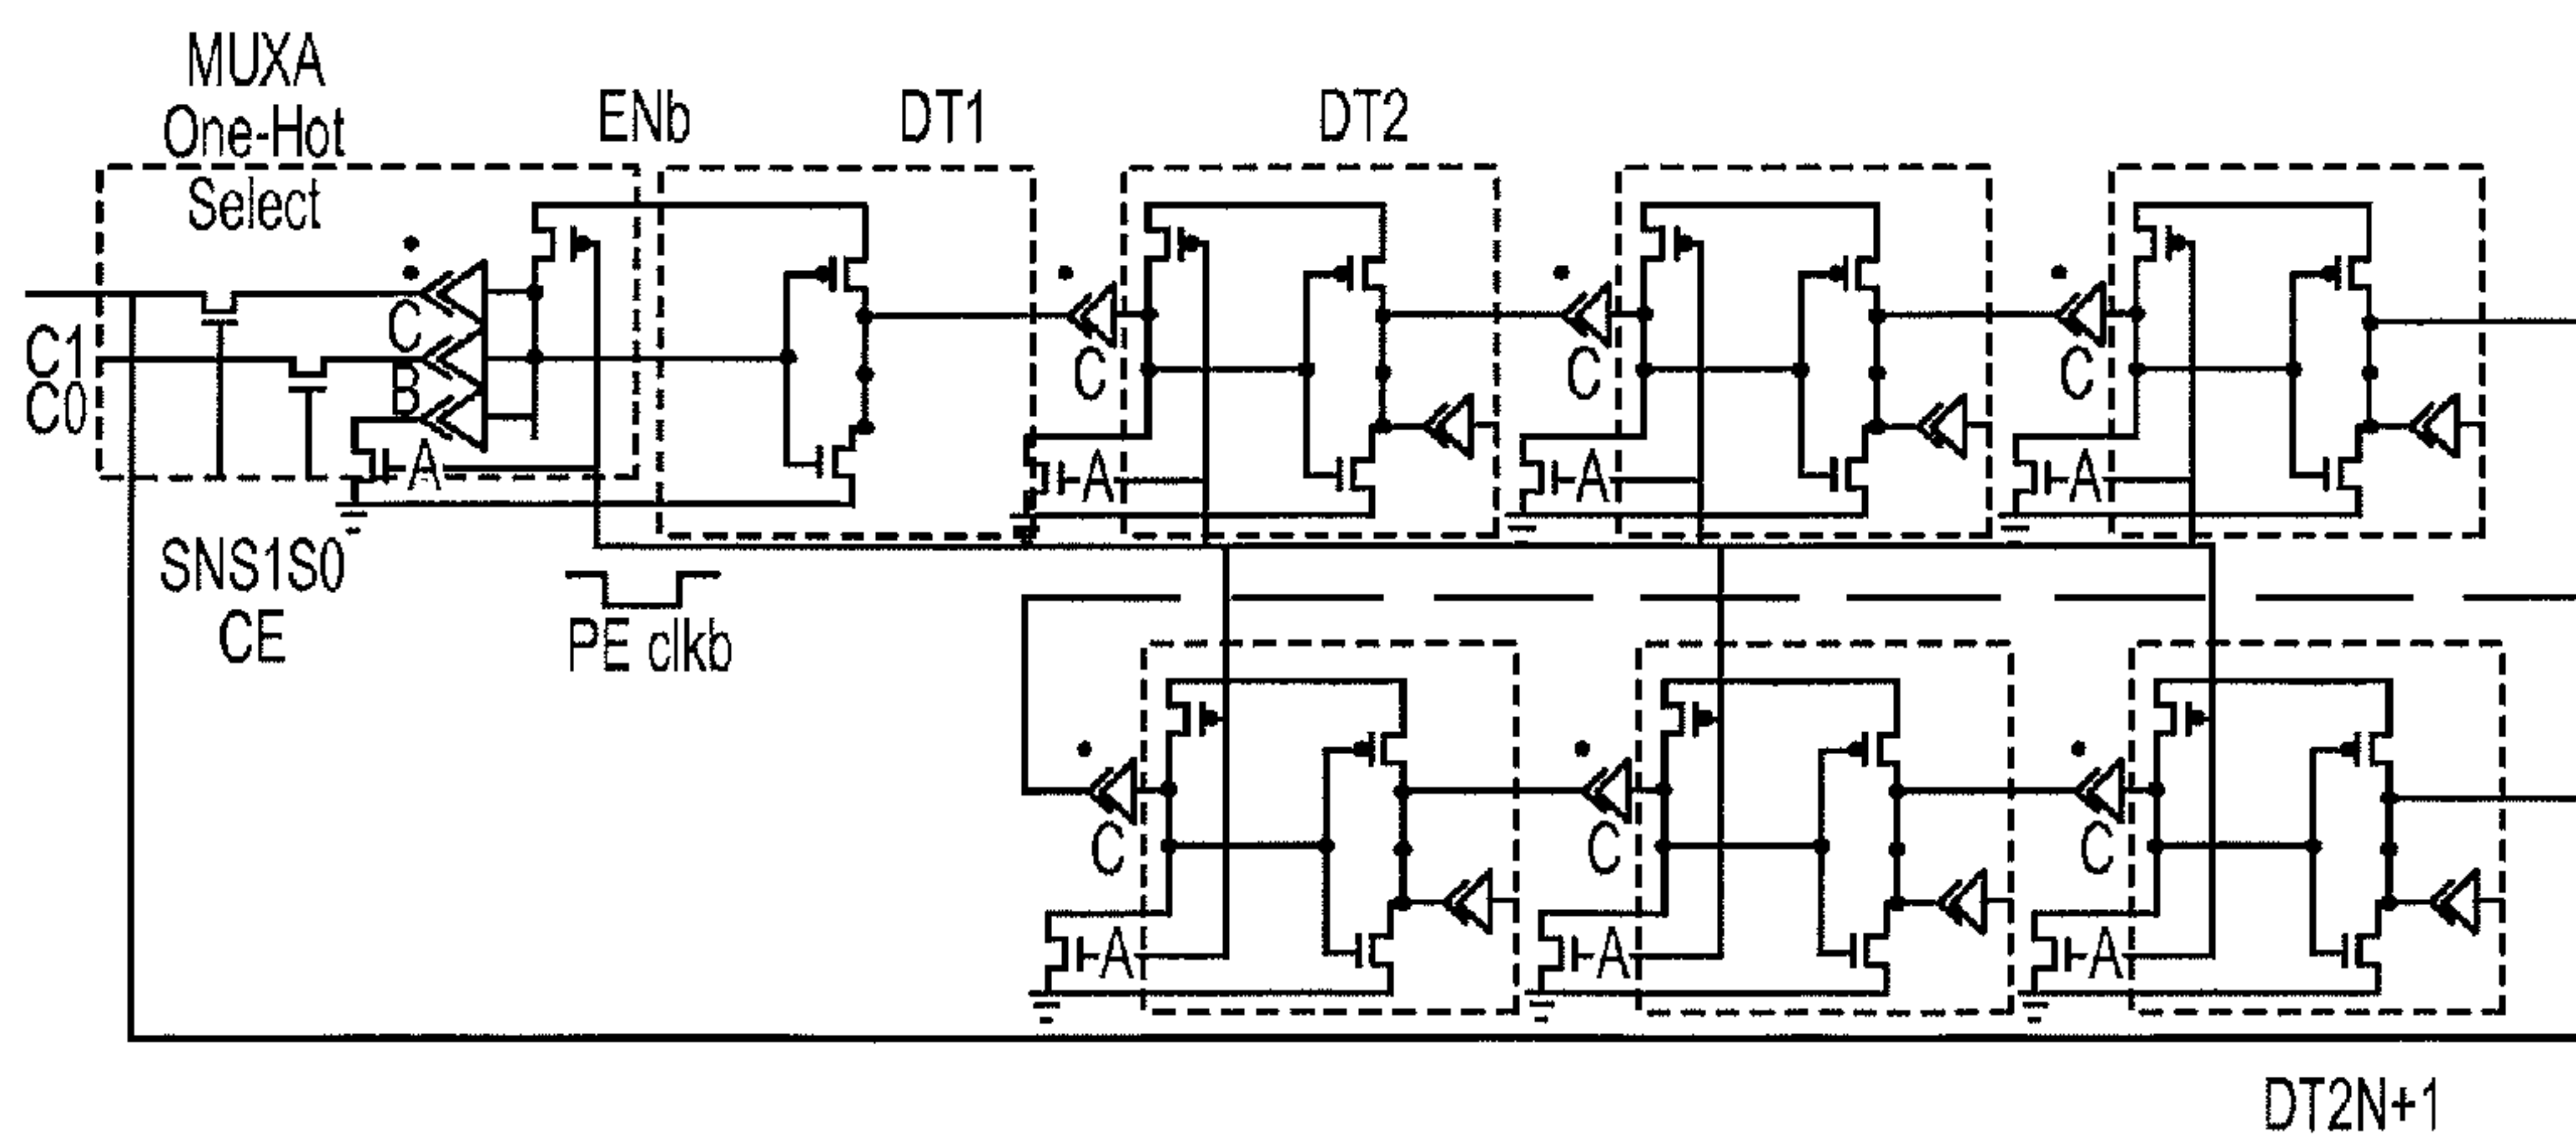 MUXA
One-Hot
Select
ENb
DT1
DT2
C1
C0
C
B
A
C
A
C
A
C
A
SNS1S0
CE
PE clkb
C
A
C
A
C
A
DT2N+1